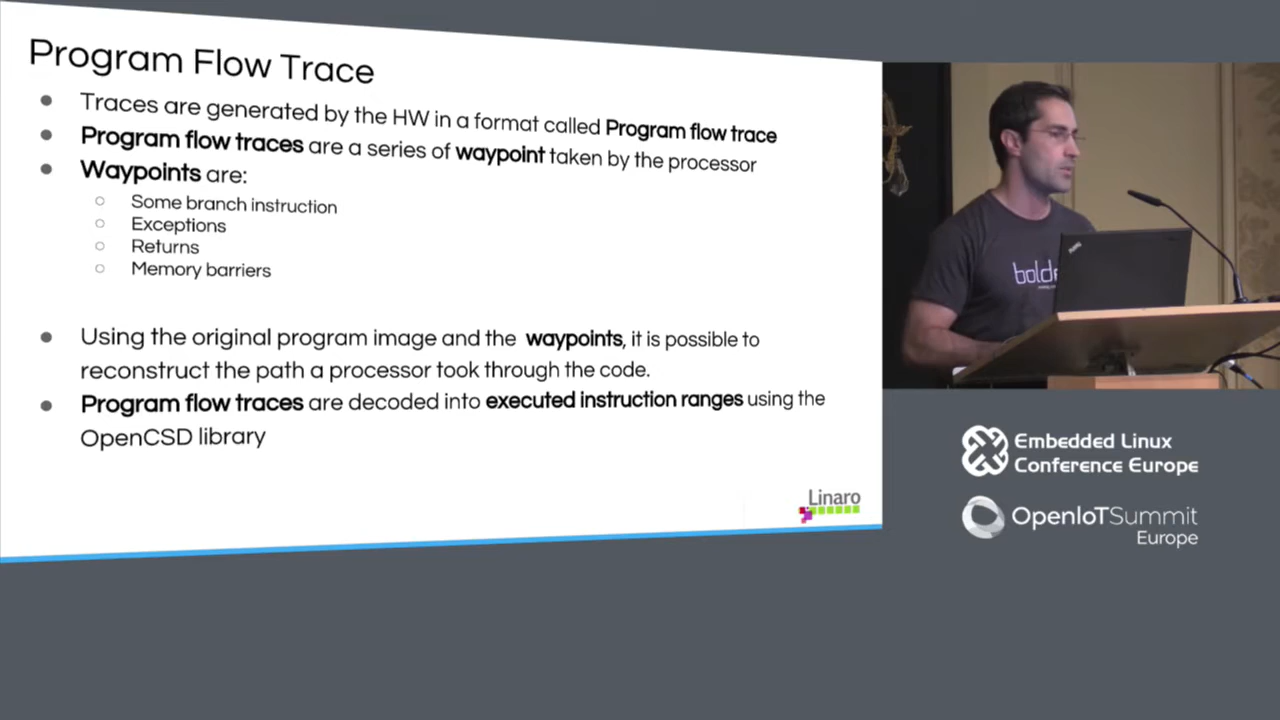 Program Flow Trace
Traces are generated by the HW in a format called Program flow trace
Program flow traces are a series of waypoint taken by the processor
Waypoints are:
Some branch instruction
Exceptions
Returns
Memory barriers
Using the original program image and the waypoints, it is possible to
reconstruct the path a processor took through the code.
Program flow traces are decoded into executed instruction ranges using the
OpenCSD library
Linaro
Embedded Linux
Conference Europe
OpenIoTSummit
Europe